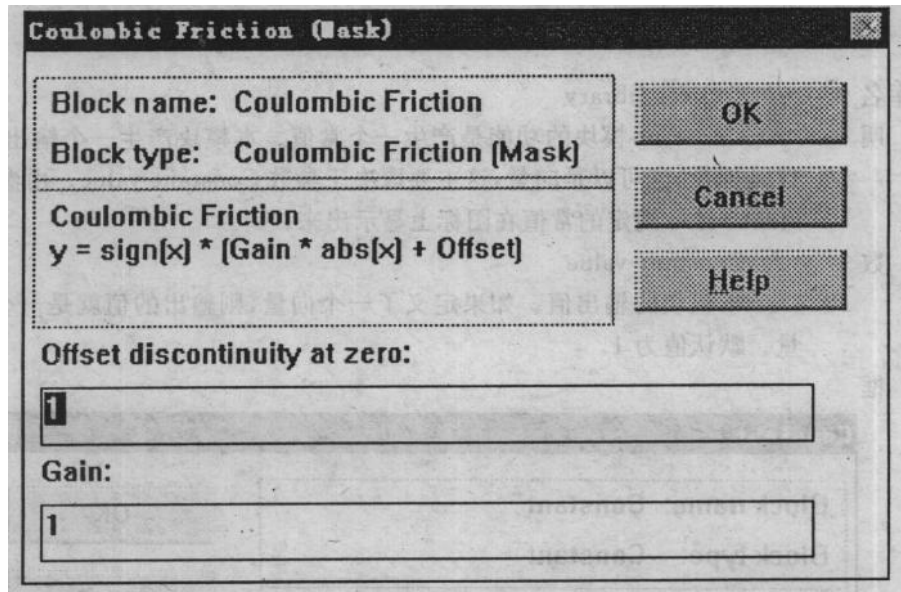 Coulombic Friction (Mask)
Block name: Coulombic Friction
Block type: Coulombic Friction (Mask)
Coulombic Friction
y = sign(x) * (Gain * abs(x) + Offset)
OK
Cancel
Help
Offset discontinuity at zero:
1
Gain:
1